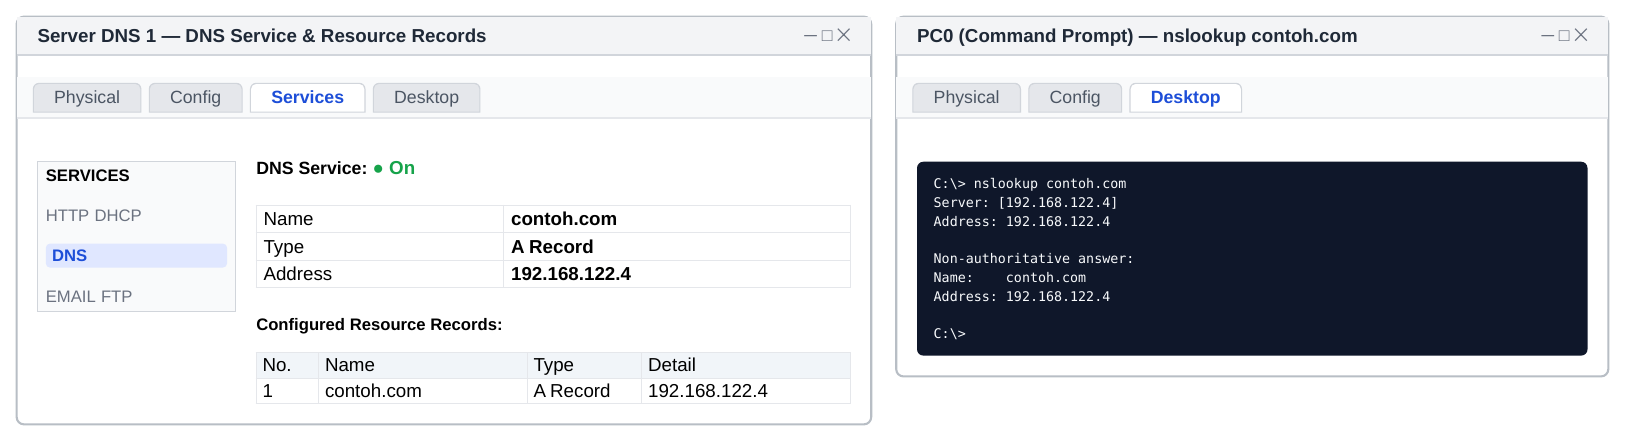 Server DNS 1 — DNS Service & Resource Records
Physical Config Services Desktop
SERVICES
HTTP DHCP
DNS
EMAIL FTP
DNS Service: ● On
Name contoh.com
Type A Record
Address 192.168.122.4
Configured Resource Records:
No. Name Type Detail
1 contoh.com A Record 192.168.122.4
PC0 (Command Prompt) — nslookup contoh.com
Physical Config Desktop
C:\> nslookup contoh.com
Server: [192.168.122.4]
Address: 192.168.122.4
Non-authoritative answer:
Name:    contoh.com
Address: 192.168.122.4
C:\>